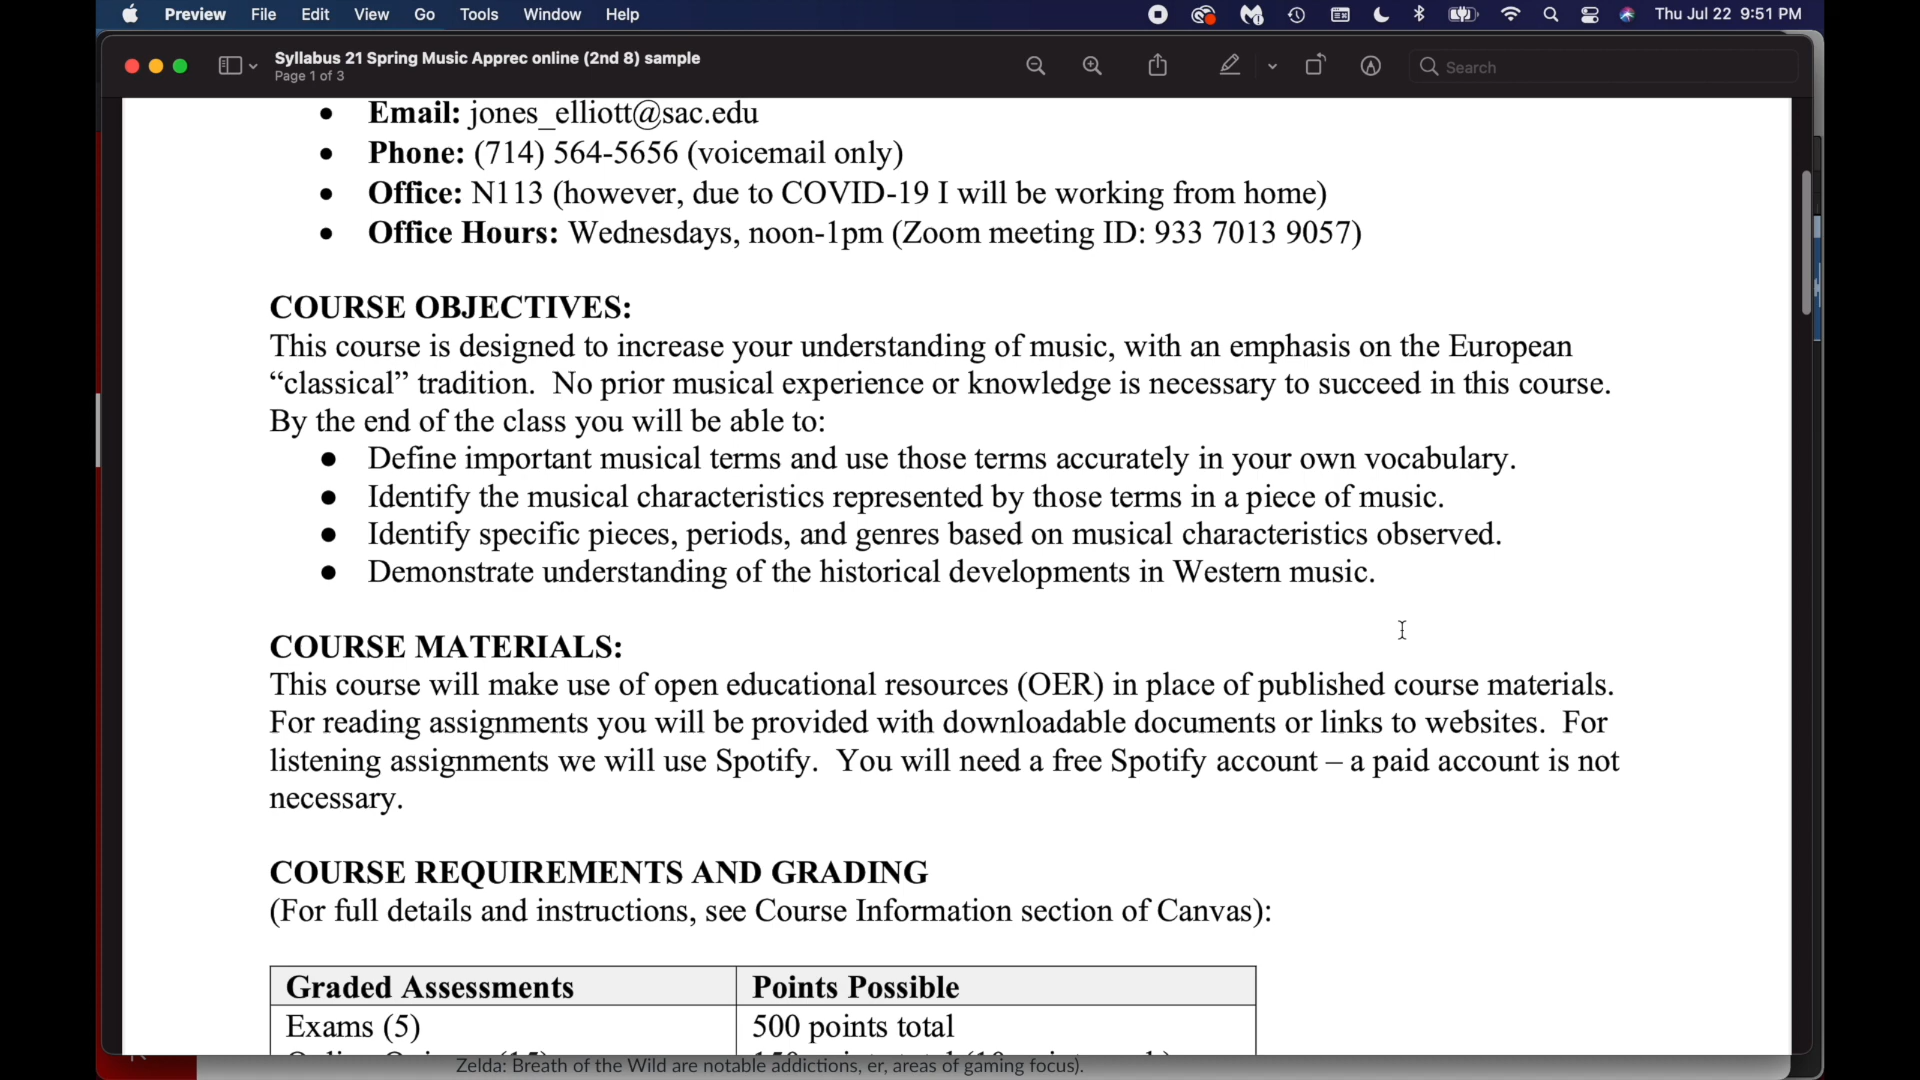 Preview File Edit View Go Tools Window Help Thu Jul 22 9:51 PM
Syllabus 21 Spring Music Apprec online (2nd 8) sample
Page 1 of 3
Search
• Email: jones_elliott@sac.edu
• Phone: (714) 564-5656 (voicemail only)
• Office: N113 (however, due to COVID-19 I will be working from home)
• Office Hours: Wednesdays, noon-1pm (Zoom meeting ID: 933 7013 9057)
COURSE OBJECTIVES:
This course is designed to increase your understanding of music, with an emphasis on the European
“classical” tradition. No prior musical experience or knowledge is necessary to succeed in this course.
By the end of the class you will be able to:
● Define important musical terms and use those terms accurately in your own vocabulary.
● Identify the musical characteristics represented by those terms in a piece of music.
● Identify specific pieces, periods, and genres based on musical characteristics observed.
● Demonstrate understanding of the historical developments in Western music.
COURSE MATERIALS:
This course will make use of open educational resources (OER) in place of published course materials.
For reading assignments you will be provided with downloadable documents or links to websites. For
listening assignments we will use Spotify. You will need a free Spotify account – a paid account is not
necessary.
COURSE REQUIREMENTS AND GRADING
(For full details and instructions, see Course Information section of Canvas):
Graded Assessments Points Possible
Exams (5) 500 points total
Zelda: Breath of the Wild are notable addictions, er, areas of gaming focus).